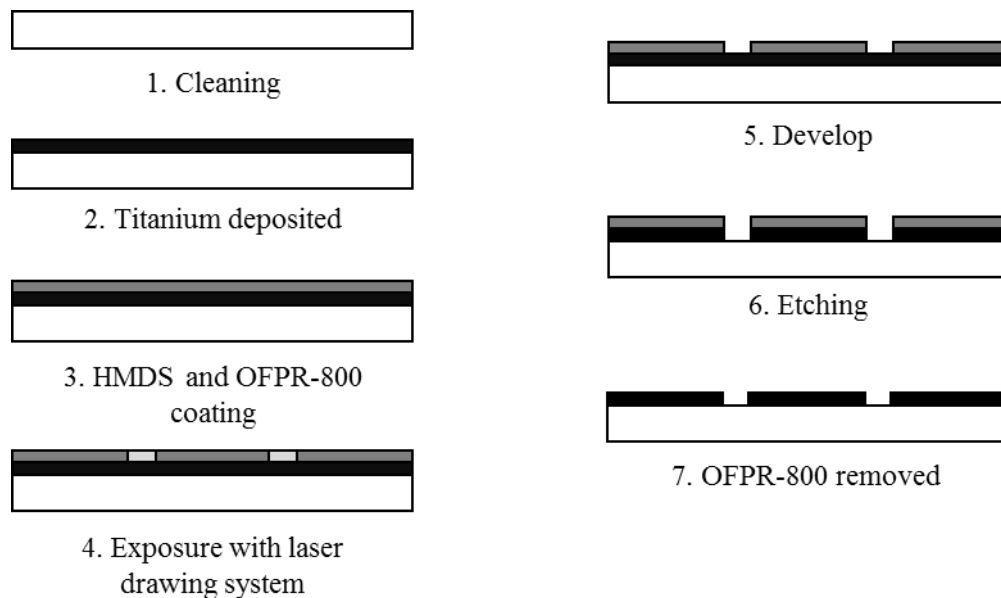 1. Cleaning
2. Titanium deposited
3. HMDS and OFPR-800
coating
4. Exposure with laser
drawing system
5. Develop
6. Etching
7. OFPR-800 removed